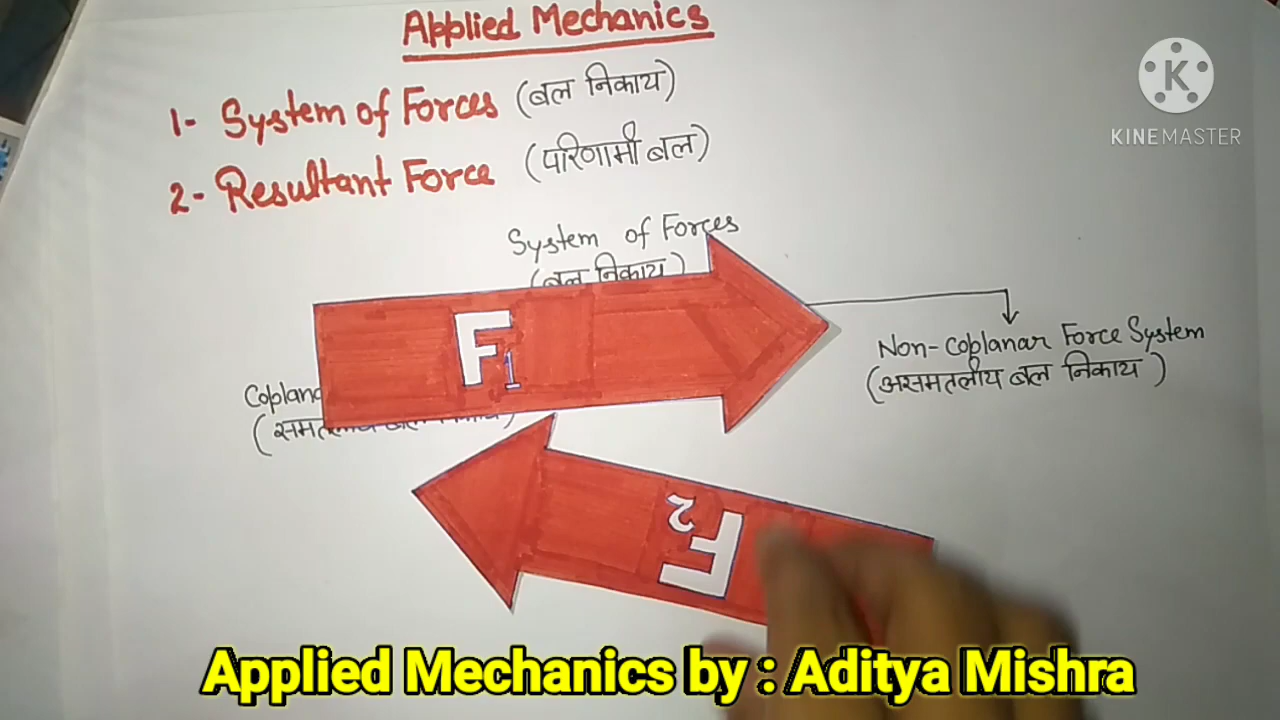 Applied Mechanics
1- System of Forces (बल निकाय)
2- Resultant Force (परिणामी बल)
System of Forces
(बल निकाय)
F1
Non-Coplanar Force System
(असमतलीय बल निकाय)
F2
K
KINEMASTER
Applied Mechanics by : Aditya Mishra